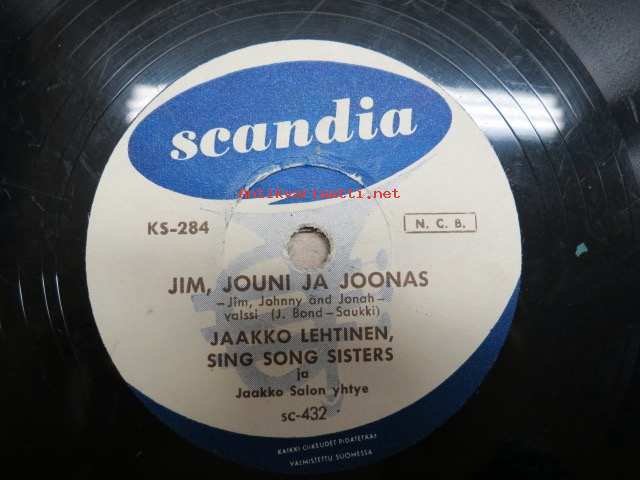 scandia
Antikvariaatti.net
KS-284
N. C. B.
JIM, JOUNI JA JOONAS
–Jim, Johnny and Jonah–
valssi (J. Bond–Saukki)
JAAKKO LEHTINEN,
SING SONG SISTERS
ja
Jaakko Salon yhtye
SC-432
KAIKKI OIKEUDET PIDÄTETÄÄN
VALMISTETTU SUOMESSA